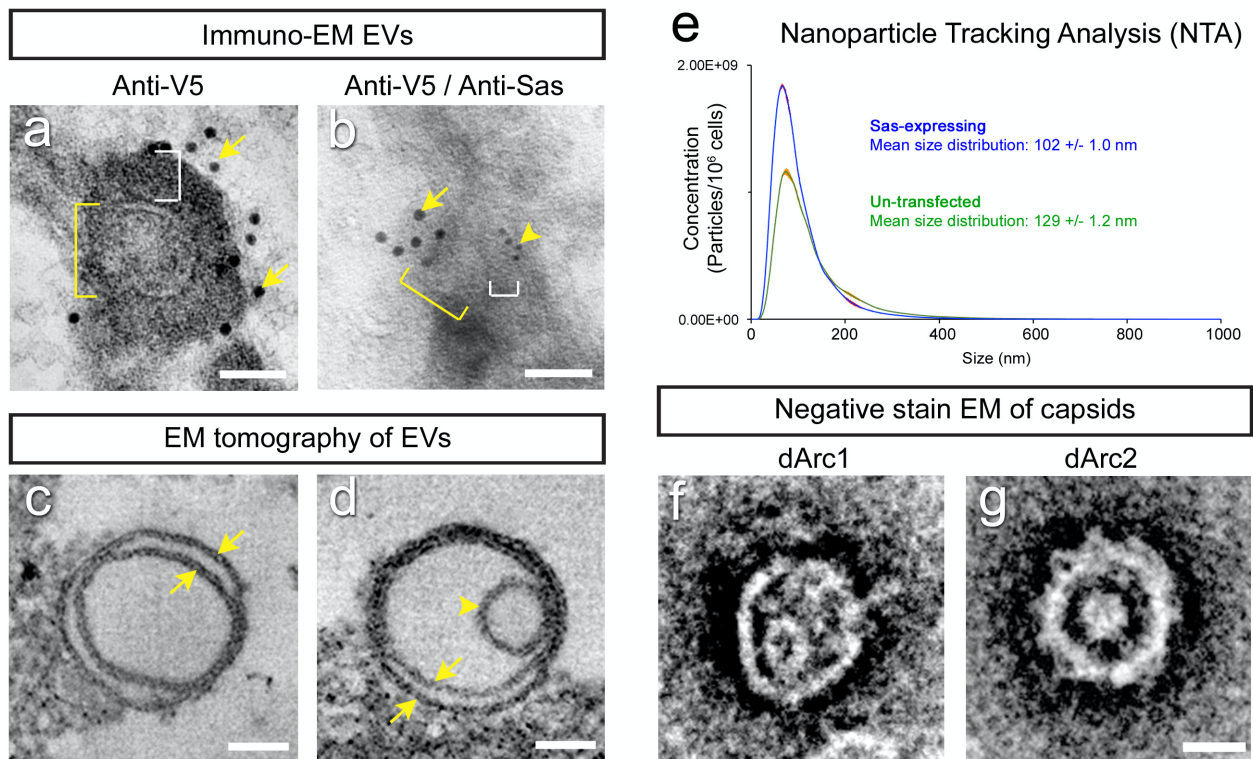 Immuno-EM EVs
Anti-V5
Anti-V5 / Anti-Sas
a
b
EM tomography of EVs
c
d
e
Nanoparticle Tracking Analysis (NTA)
2.00E+09
Concentration
(Particles/10⁶ cells)
Sas-expressing
Mean size distribution: 102 +/- 1.0 nm
Un-transfected
Mean size distribution: 129 +/- 1.2 nm
0.00E+00
0
200
400
600
800
1000
Size (nm)
Negative stain EM of capsids
dArc1
dArc2
f
g